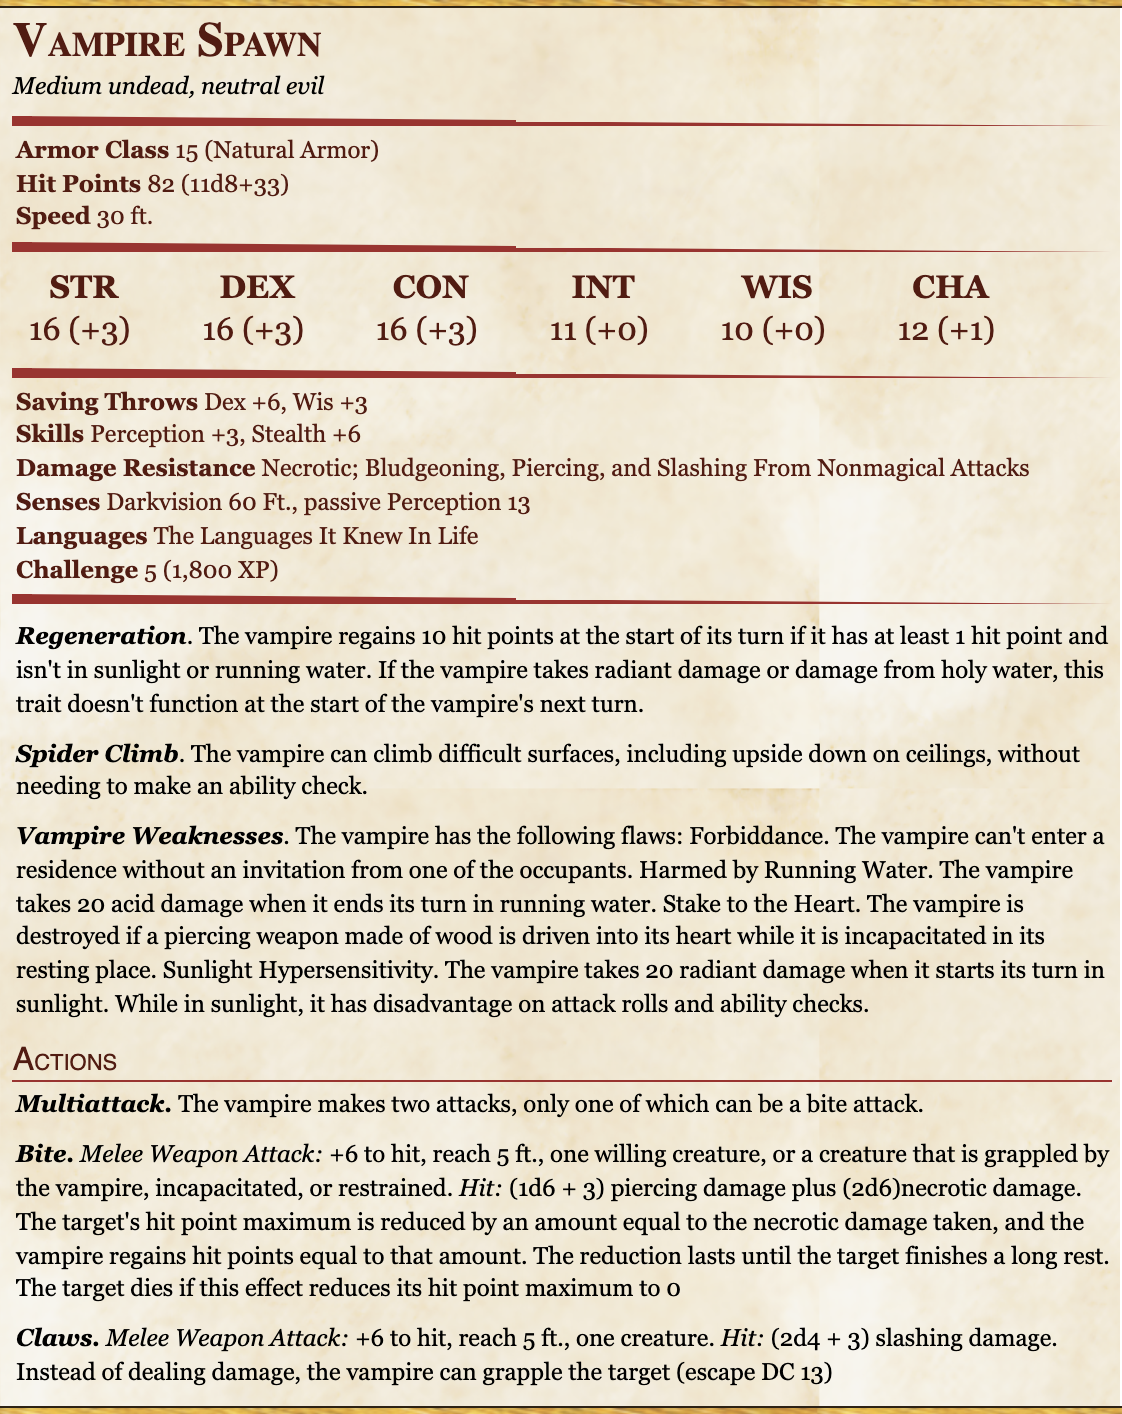 Vampire Spawn
Medium undead, neutral evil
Armor Class 15 (Natural Armor)
Hit Points 82 (11d8+33)
Speed 30 ft.
STR DEX CON INT WIS CHA
16 (+3) 16 (+3) 16 (+3) 11 (+0) 10 (+0) 12 (+1)
Saving Throws Dex +6, Wis +3
Skills Perception +3, Stealth +6
Damage Resistance Necrotic; Bludgeoning, Piercing, and Slashing From Nonmagical Attacks
Senses Darkvision 60 Ft., passive Perception 13
Languages The Languages It Knew In Life
Challenge 5 (1,800 XP)
Regeneration. The vampire regains 10 hit points at the start of its turn if it has at least 1 hit point and
isn't in sunlight or running water. If the vampire takes radiant damage or damage from holy water, this
trait doesn't function at the start of the vampire's next turn.
Spider Climb. The vampire can climb difficult surfaces, including upside down on ceilings, without
needing to make an ability check.
Vampire Weaknesses. The vampire has the following flaws: Forbiddance. The vampire can't enter a
residence without an invitation from one of the occupants. Harmed by Running Water. The vampire
takes 20 acid damage when it ends its turn in running water. Stake to the Heart. The vampire is
destroyed if a piercing weapon made of wood is driven into its heart while it is incapacitated in its
resting place. Sunlight Hypersensitivity. The vampire takes 20 radiant damage when it starts its turn in
sunlight. While in sunlight, it has disadvantage on attack rolls and ability checks.
Actions
Multiattack. The vampire makes two attacks, only one of which can be a bite attack.
Bite. Melee Weapon Attack: +6 to hit, reach 5 ft., one willing creature, or a creature that is grappled by
the vampire, incapacitated, or restrained. Hit: (1d6 + 3) piercing damage plus (2d6)necrotic damage.
The target's hit point maximum is reduced by an amount equal to the necrotic damage taken, and the
vampire regains hit points equal to that amount. The reduction lasts until the target finishes a long rest.
The target dies if this effect reduces its hit point maximum to 0
Claws. Melee Weapon Attack: +6 to hit, reach 5 ft., one creature. Hit: (2d4 + 3) slashing damage.
Instead of dealing damage, the vampire can grapple the target (escape DC 13)